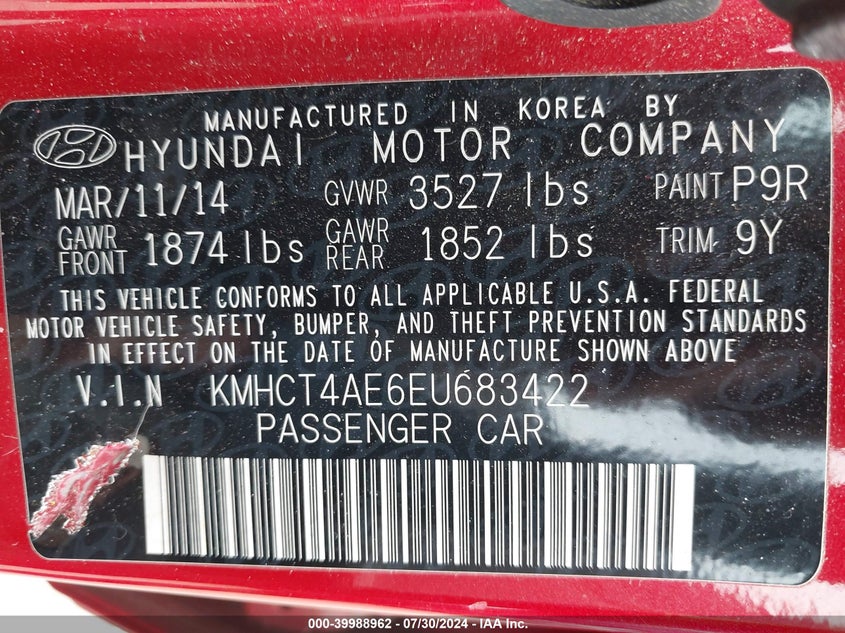 MANUFACTURED IN KOREA BY
HYUNDAI MOTOR COMPANY
MAR/11/14 GVWR 3527 lbs PAINT P9R
GAWR FRONT 1874 lbs GAWR REAR 1852 lbs TRIM 9Y
THIS VEHICLE CONFORMS TO ALL APPLICABLE U.S.A. FEDERAL
MOTOR VEHICLE SAFETY, BUMPER, AND THEFT PREVENTION STANDARDS
IN EFFECT ON THE DATE OF MANUFACTURE SHOWN ABOVE
V.I.N KMHCT4AE6EU683422
PASSENGER CAR
000-39988962 - 07/30/2024 - IAA Inc.